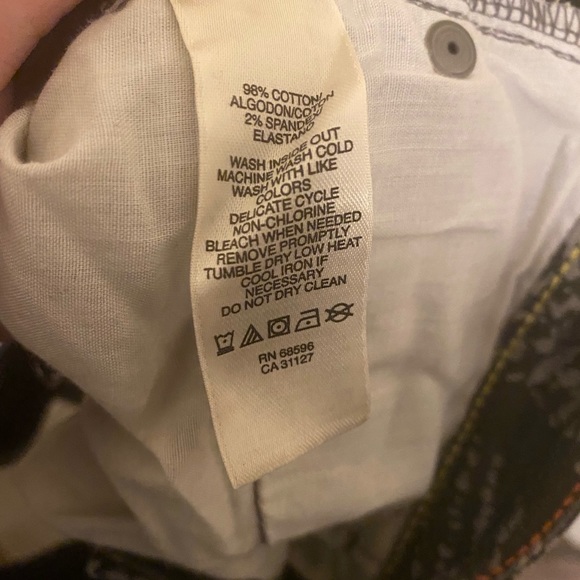 98% COTTON/
ALGODON/COTON
2% SPANDEX/
ELASTANO
WASH INSIDE OUT
MACHINE WASH COLD
WASH WITH LIKE
COLORS
DELICATE CYCLE
NON-CHLORINE
BLEACH WHEN NEEDED
REMOVE PROMPTLY
TUMBLE DRY LOW HEAT
COOL IRON IF
NECESSARY
DO NOT DRY CLEAN
RN 68596
CA 31127